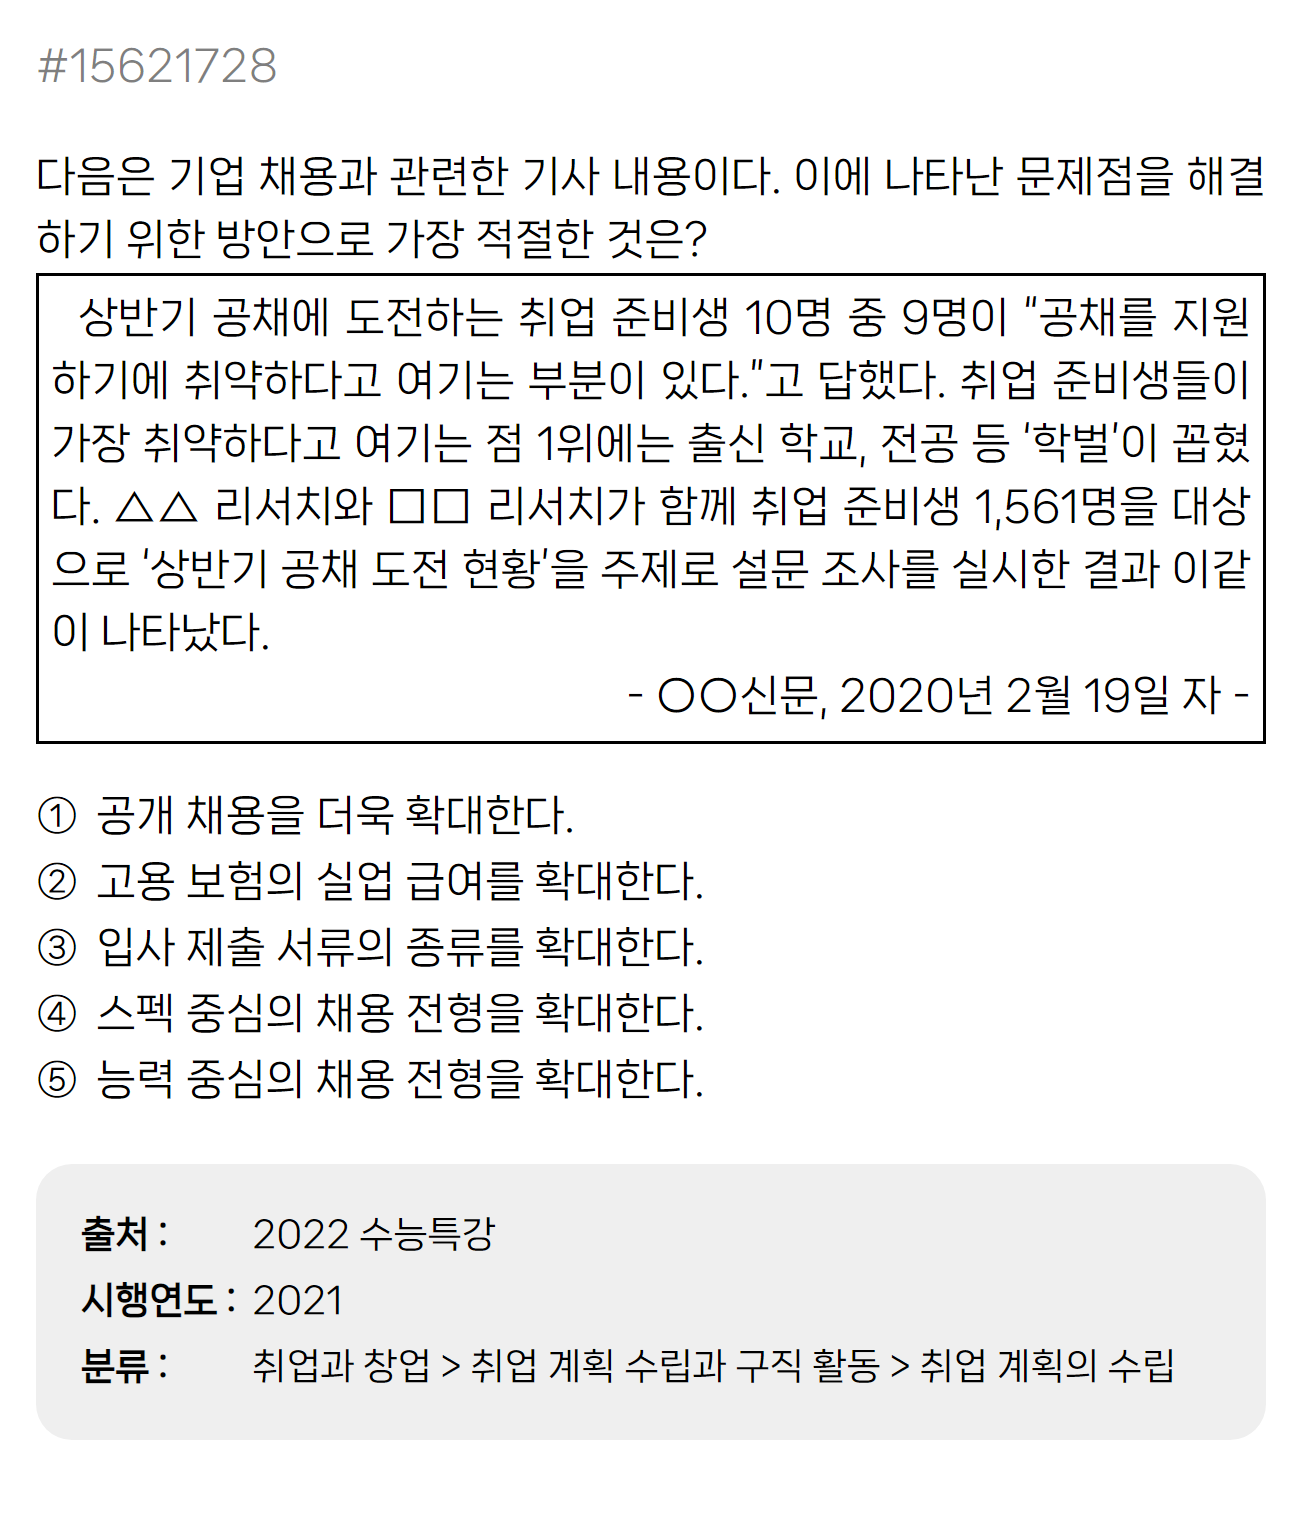 #15621728
다음은 기업 채용과 관련한 기사 내용이다. 이에 나타난 문제점을 해결
하기 위한 방안으로 가장 적절한 것은?
상반기 공채에 도전하는 취업 준비생 10명 중 9명이 “공채를 지원
하기에 취약하다고 여기는 부분이 있다.”고 답했다. 취업 준비생들이
가장 취약하다고 여기는 점 1위에는 출신 학교, 전공 등 ‘학벌’이 꼽혔
다. △△ 리서치와 □□ 리서치가 함께 취업 준비생 1,561명을 대상
으로 ‘상반기 공채 도전 현황’을 주제로 설문 조사를 실시한 결과 이같
이 나타났다.
- ○○신문, 2020년 2월 19일 자 -
① 공개 채용을 더욱 확대한다.
② 고용 보험의 실업 급여를 확대한다.
③ 입사 제출 서류의 종류를 확대한다.
④ 스펙 중심의 채용 전형을 확대한다.
⑤ 능력 중심의 채용 전형을 확대한다.
출처 : 2022 수능특강
시행연도 : 2021
분류 : 취업과 창업 > 취업 계획 수립과 구직 활동 > 취업 계획의 수립